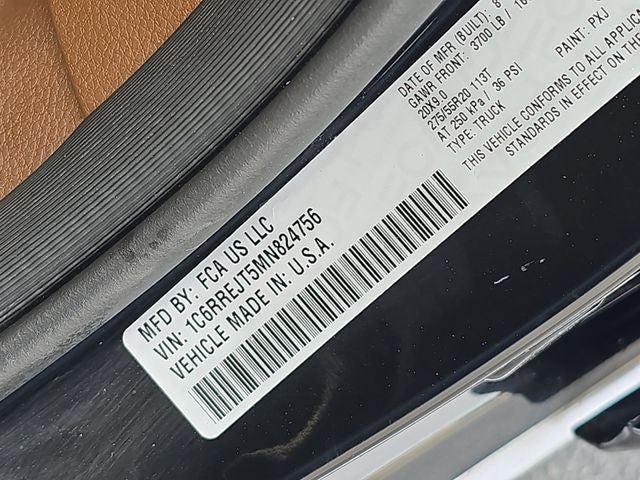 MFD BY: FCA US LLC
VIN: 1C6RREJT5MN824756
VEHICLE MADE IN: U.S.A.
DATE OF MFR (BUILT):
GAWR FRONT: 3700 LB /
20X9.0
275/55R20 113T
AT 250 kPa / 36 PSI
TYPE: TRUCK
PAINT: PXJ
THIS VEHICLE CONFORMS TO ALL
STANDARDS IN EFFECT ON THE